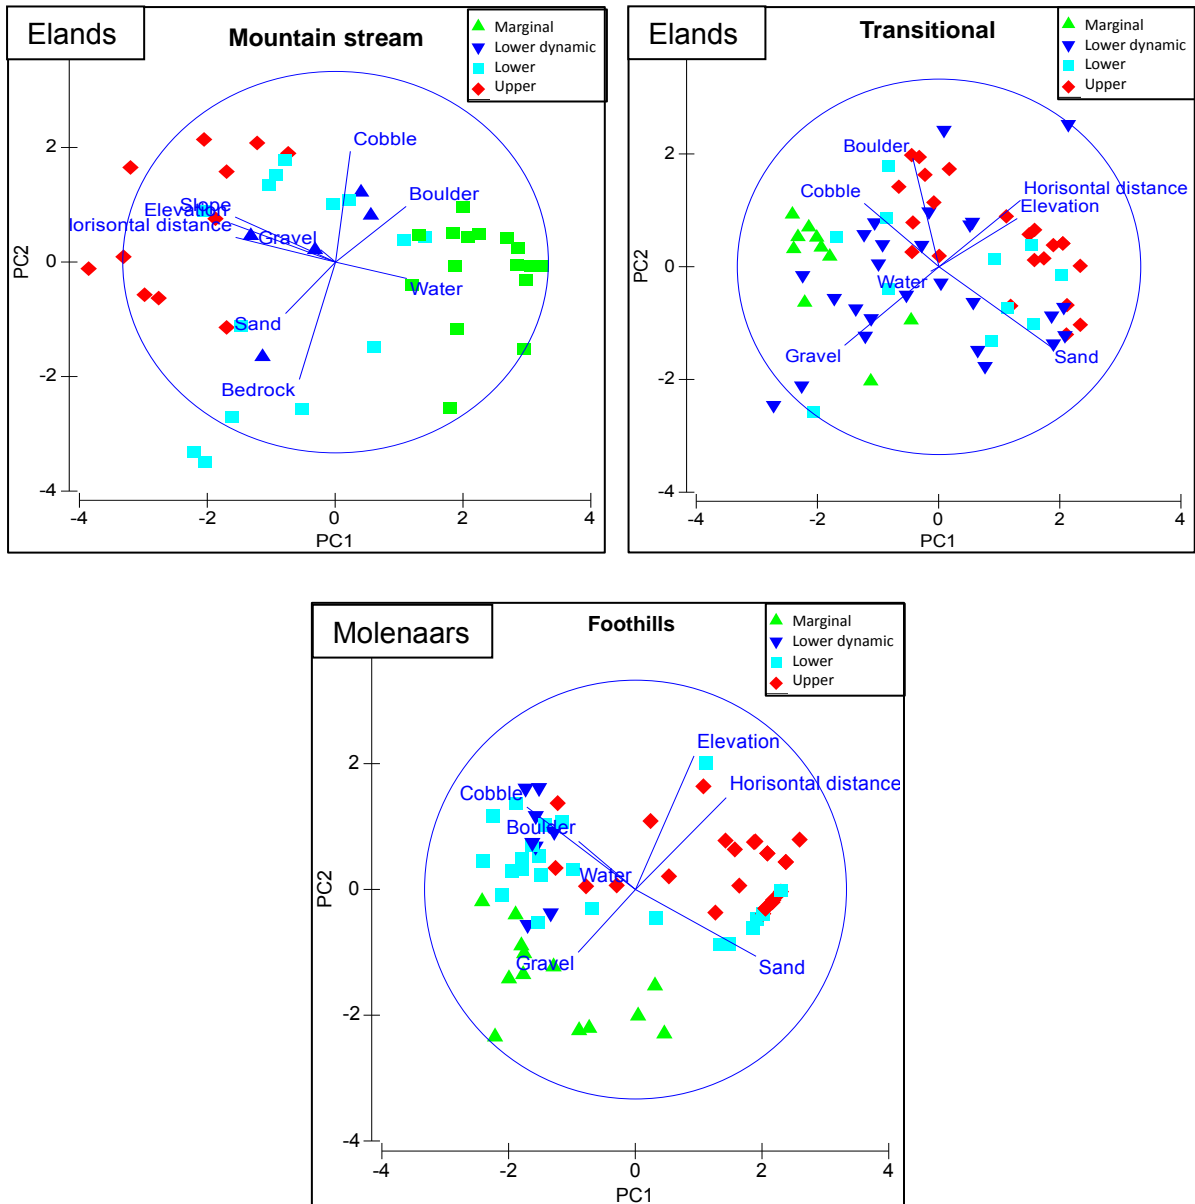 Elands
Mountain stream
Marginal
Lower dynamic
Lower
Upper
Cobble
Boulder
Slope
Elevation
Horisontal distance
Gravel
Water
Sand
Bedrock
PC2
2
0
-2
-4
-4
-2
0
2
4
PC1
Elands
Transitional
Marginal
Lower dynamic
Lower
Upper
Boulder
Cobble
Horisontal distance
Elevation
Water
Gravel
Sand
PC2
2
0
-2
-4
-4
-2
0
2
4
PC1
Molenaars
Foothills
Marginal
Lower dynamic
Lower
Upper
Elevation
Horisontal distance
Cobble
Boulder
Water
Gravel
Sand
PC2
2
0
-2
-4
-4
-2
0
2
4
PC1